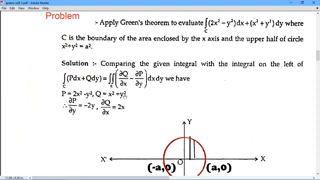 Problem
:- Apply Green's theorem to evaluate ∫(2x² - y²)dx+(x² + y²)dy where
C
C is the boundary of the area enclosed by the x axis and the upper half of circle
x²+y² = a².
Solution :- Comparing the given integral with the integral on the left of
∫(Pdx+Qdy)=∬(∂Q/∂x - ∂P/∂y)dx dy we have
C
P = 2x² -y², Q = x² +y²
∴ ∂P/∂y = -2y, ∂Q/∂x = 2x
Y
X' O X
(-a,0) (a,0)